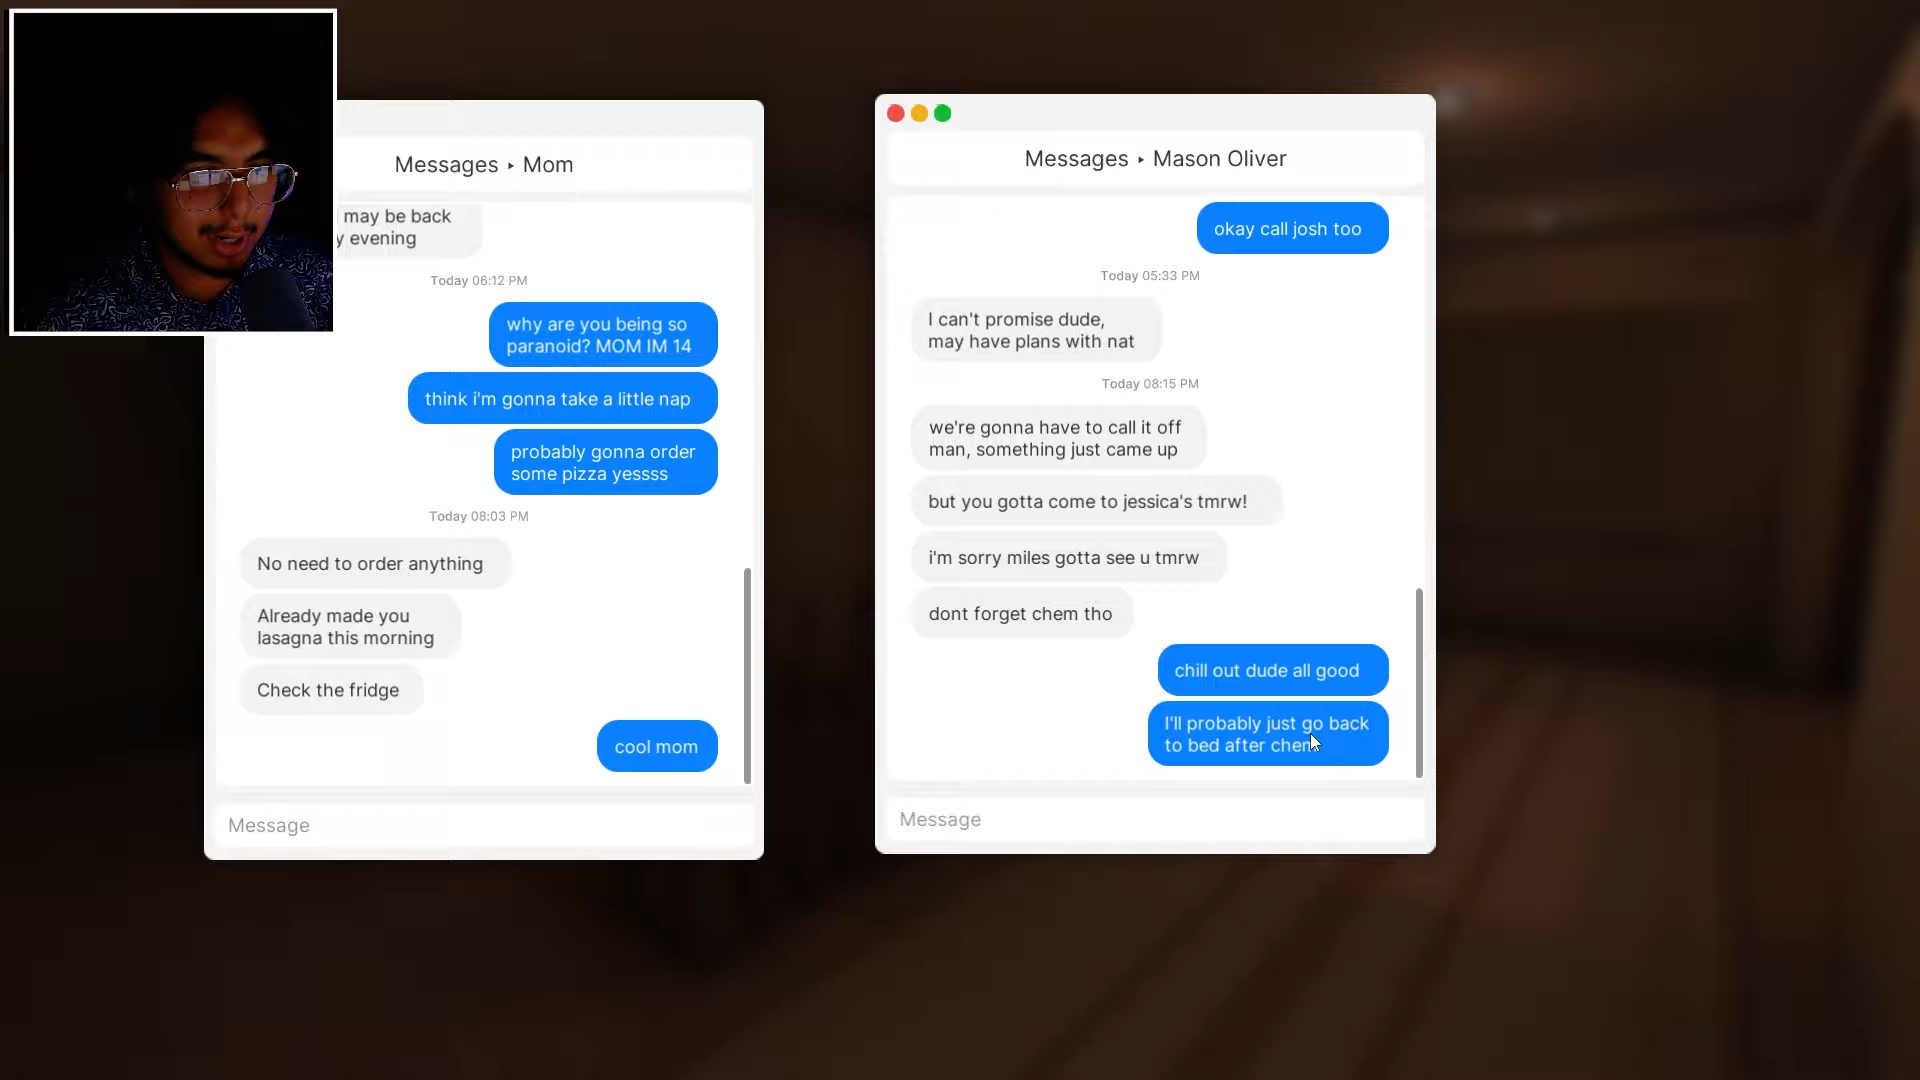 Messages ‣ Mom
may be back
y evening
Today 06:12 PM
why are you being so
paranoid? MOM IM 14
think i'm gonna take a little nap
probably gonna order
some pizza yessss
Today 08:03 PM
No need to order anything
Already made you
lasagna this morning
Check the fridge
cool mom
Message
Messages ‣ Mason Oliver
okay call josh too
Today 05:33 PM
I can't promise dude,
may have plans with nat
Today 08:15 PM
we're gonna have to call it off
man, something just came up
but you gotta come to jessica's tmrw!
i'm sorry miles gotta see u tmrw
dont forget chem tho
chill out dude all good
I'll probably just go back
to bed after chem
Message